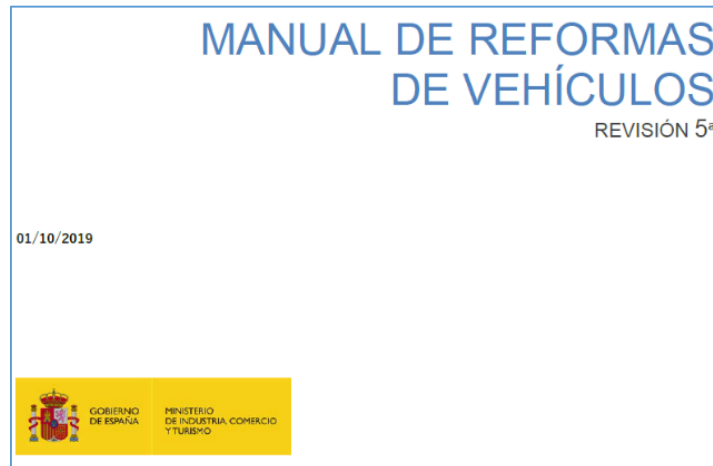 MANUAL DE REFORMAS
DE VEHÍCULOS
REVISIÓN 5ª
01/10/2019
GOBIERNO
DE ESPAÑA
MINISTERIO
DE INDUSTRIA, COMERCIO
Y TURISMO